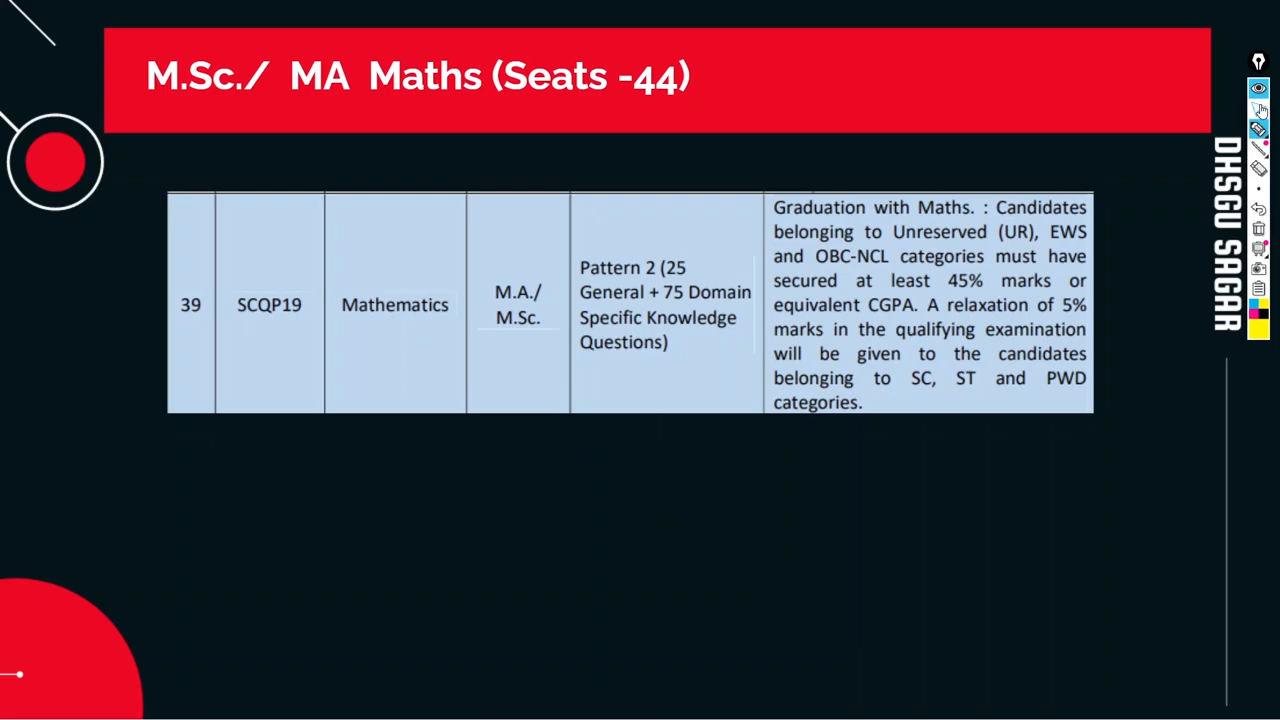 M.Sc./ MA Maths (Seats -44)
39
SCQP19
Mathematics
M.A./
M.Sc.
Pattern 2 (25
General + 75 Domain
Specific Knowledge
Questions)
Graduation with Maths. : Candidates
belonging to Unreserved (UR), EWS
and OBC-NCL categories must have
secured at least 45% marks or
equivalent CGPA. A relaxation of 5%
marks in the qualifying examination
will be given to the candidates
belonging to SC, ST and PWD
categories.
DHSGU SAGAR